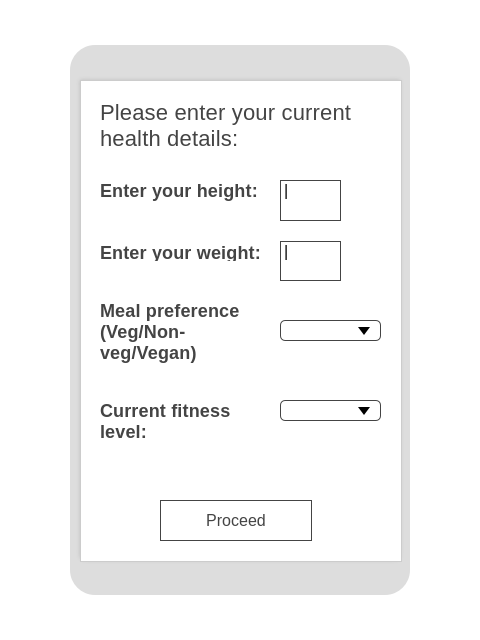 Please enter your current
health details:
Enter your height:
Enter your weight:
Meal preference
(Veg/Non-
veg/Vegan)
Current fitness
level:
Proceed